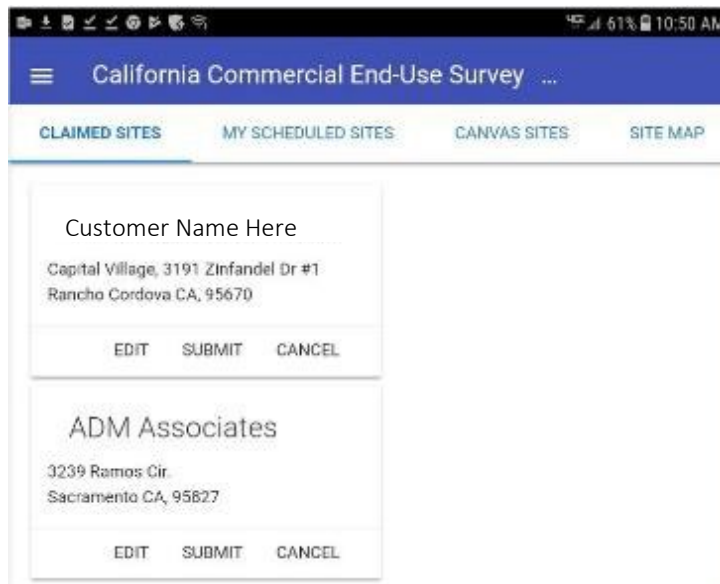 4G 61% 10:50 AM
California Commercial End-Use Survey ...
CLAIMED SITES MY SCHEDULED SITES CANVAS SITES SITE MAP
Customer Name Here
Capital Village, 3191 Zinfandel Dr #1
Rancho Cordova CA, 95670
EDIT SUBMIT CANCEL
ADM Associates
3239 Ramos Cir.
Sacramento CA, 95827
EDIT SUBMIT CANCEL